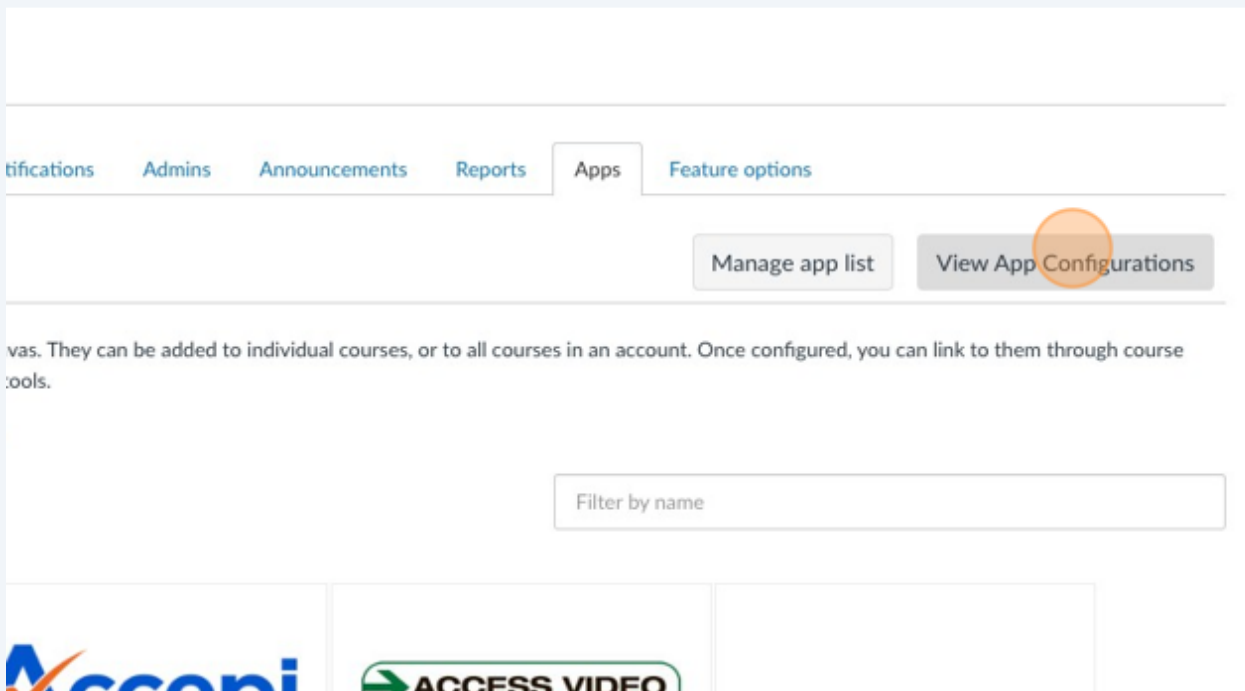 tifications Admins Announcements Reports Apps Feature options
Manage app list View App Configurations
vas. They can be added to individual courses, or to all courses in an account. Once configured, you can link to them through course
tools.
Filter by name
Accepi
ACCESS VIDEO